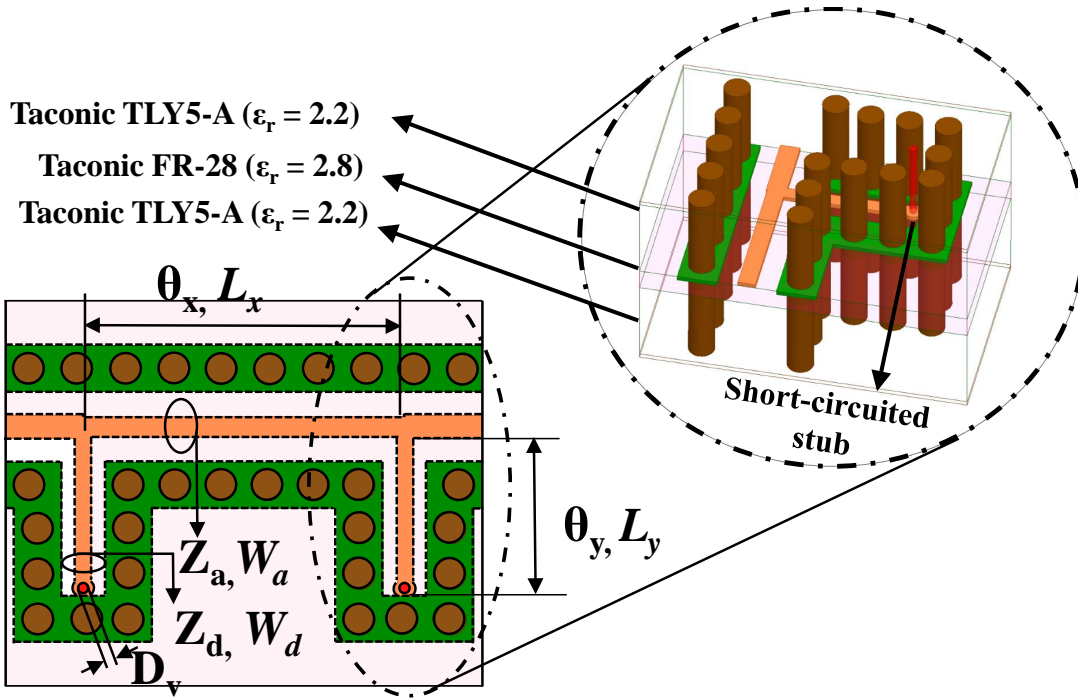 Taconic TLY5-A (εr = 2.2)
Taconic FR-28 (εr = 2.8)
Taconic TLY5-A (εr = 2.2)
Short-circuited
stub
θx, Lx
θy, Ly
Za, Wa
Zd, Wd
Dv